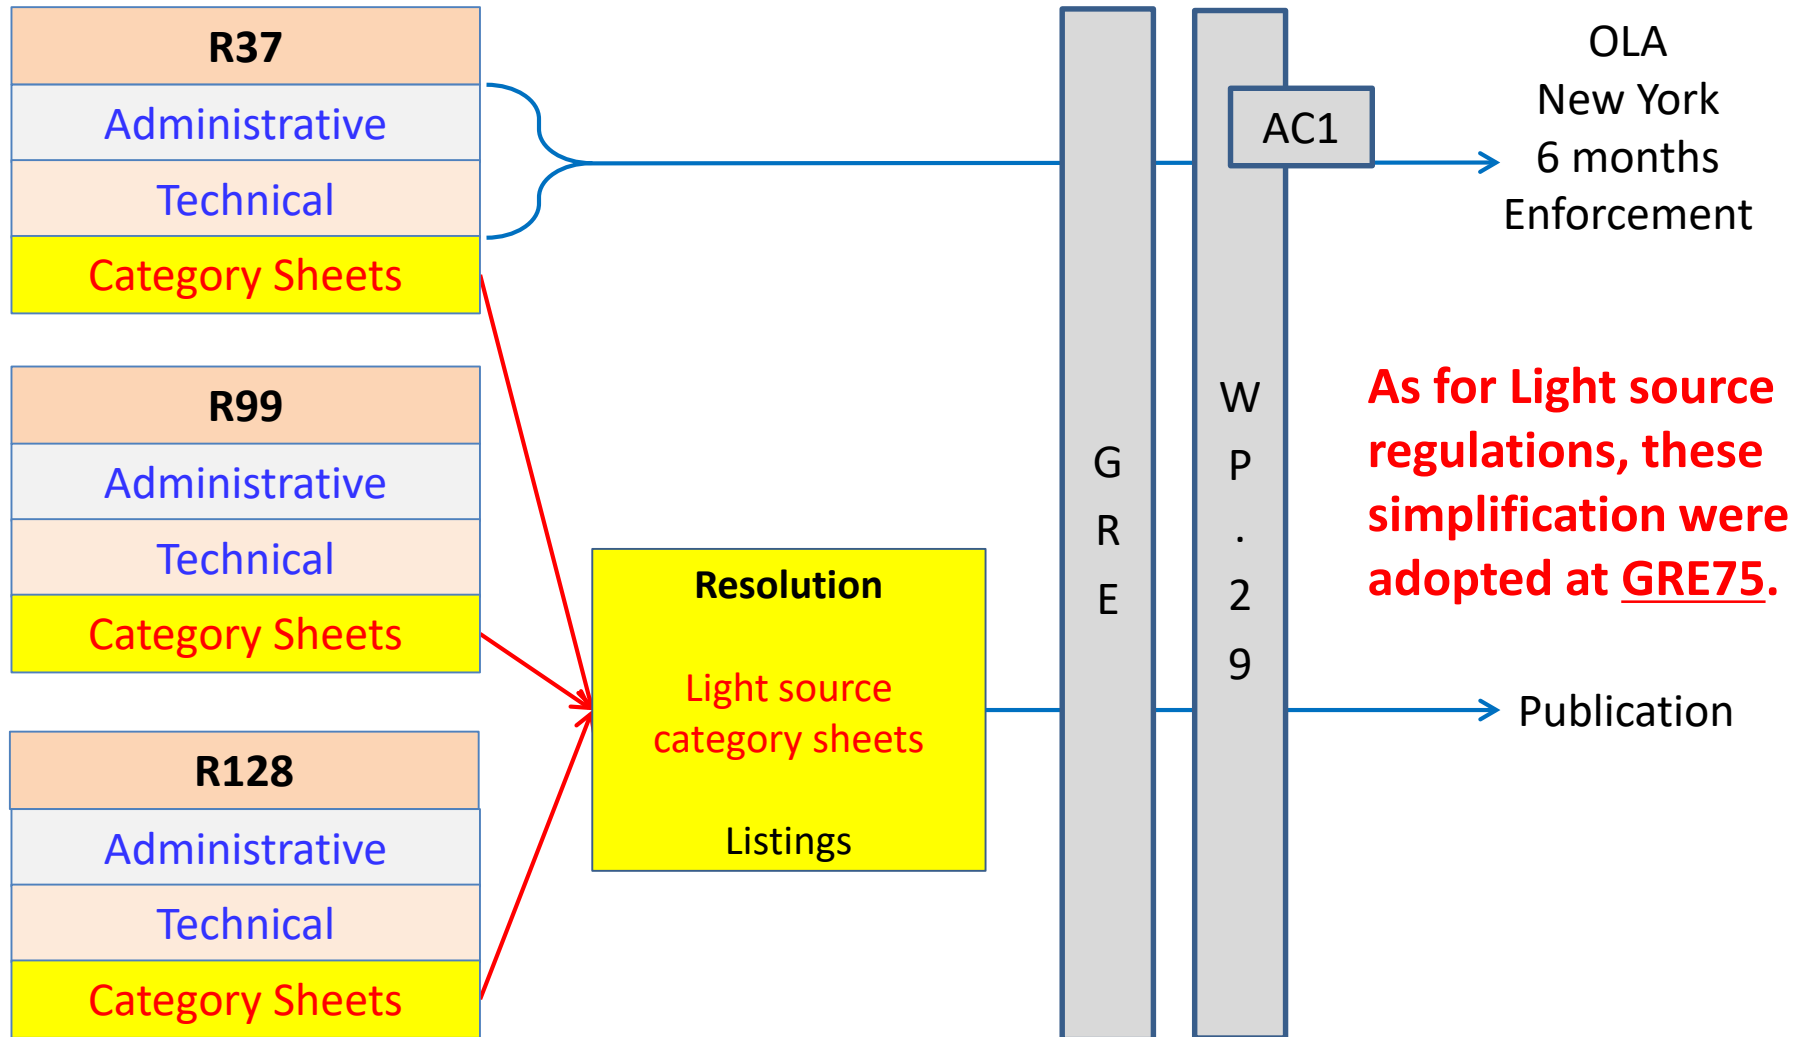 R37
Administrative
Technical
Category Sheets
R99
Administrative
Technical
Category Sheets
R128
Administrative
Technical
Category Sheets
Resolution
Light source
category sheets
Listings
G
R
E
W
P
.
2
9
AC1
OLA
New York
6 months
Enforcement
As for Light source
regulations, these
simplification were
adopted at GRE75.
Publication